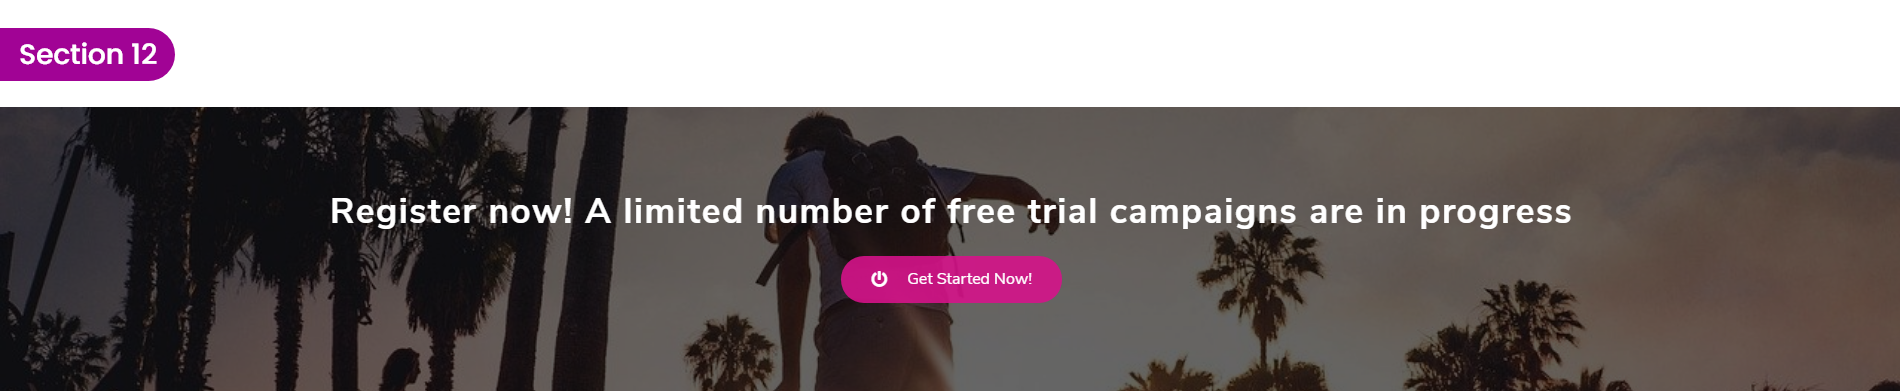 Section 12
Register now! A limited number of free trial campaigns are in progress
Get Started Now!